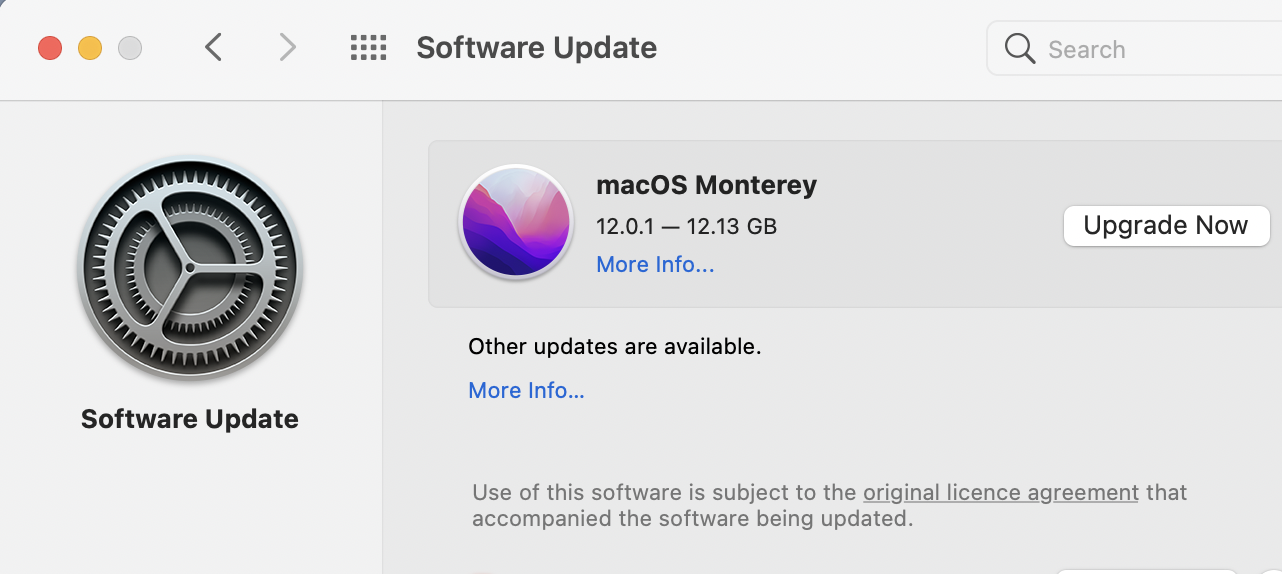 Software Update
Search
macOS Monterey
12.0.1 — 12.13 GB
More Info...
Upgrade Now
Other updates are available.
More Info...
Software Update
Use of this software is subject to the original licence agreement that
accompanied the software being updated.